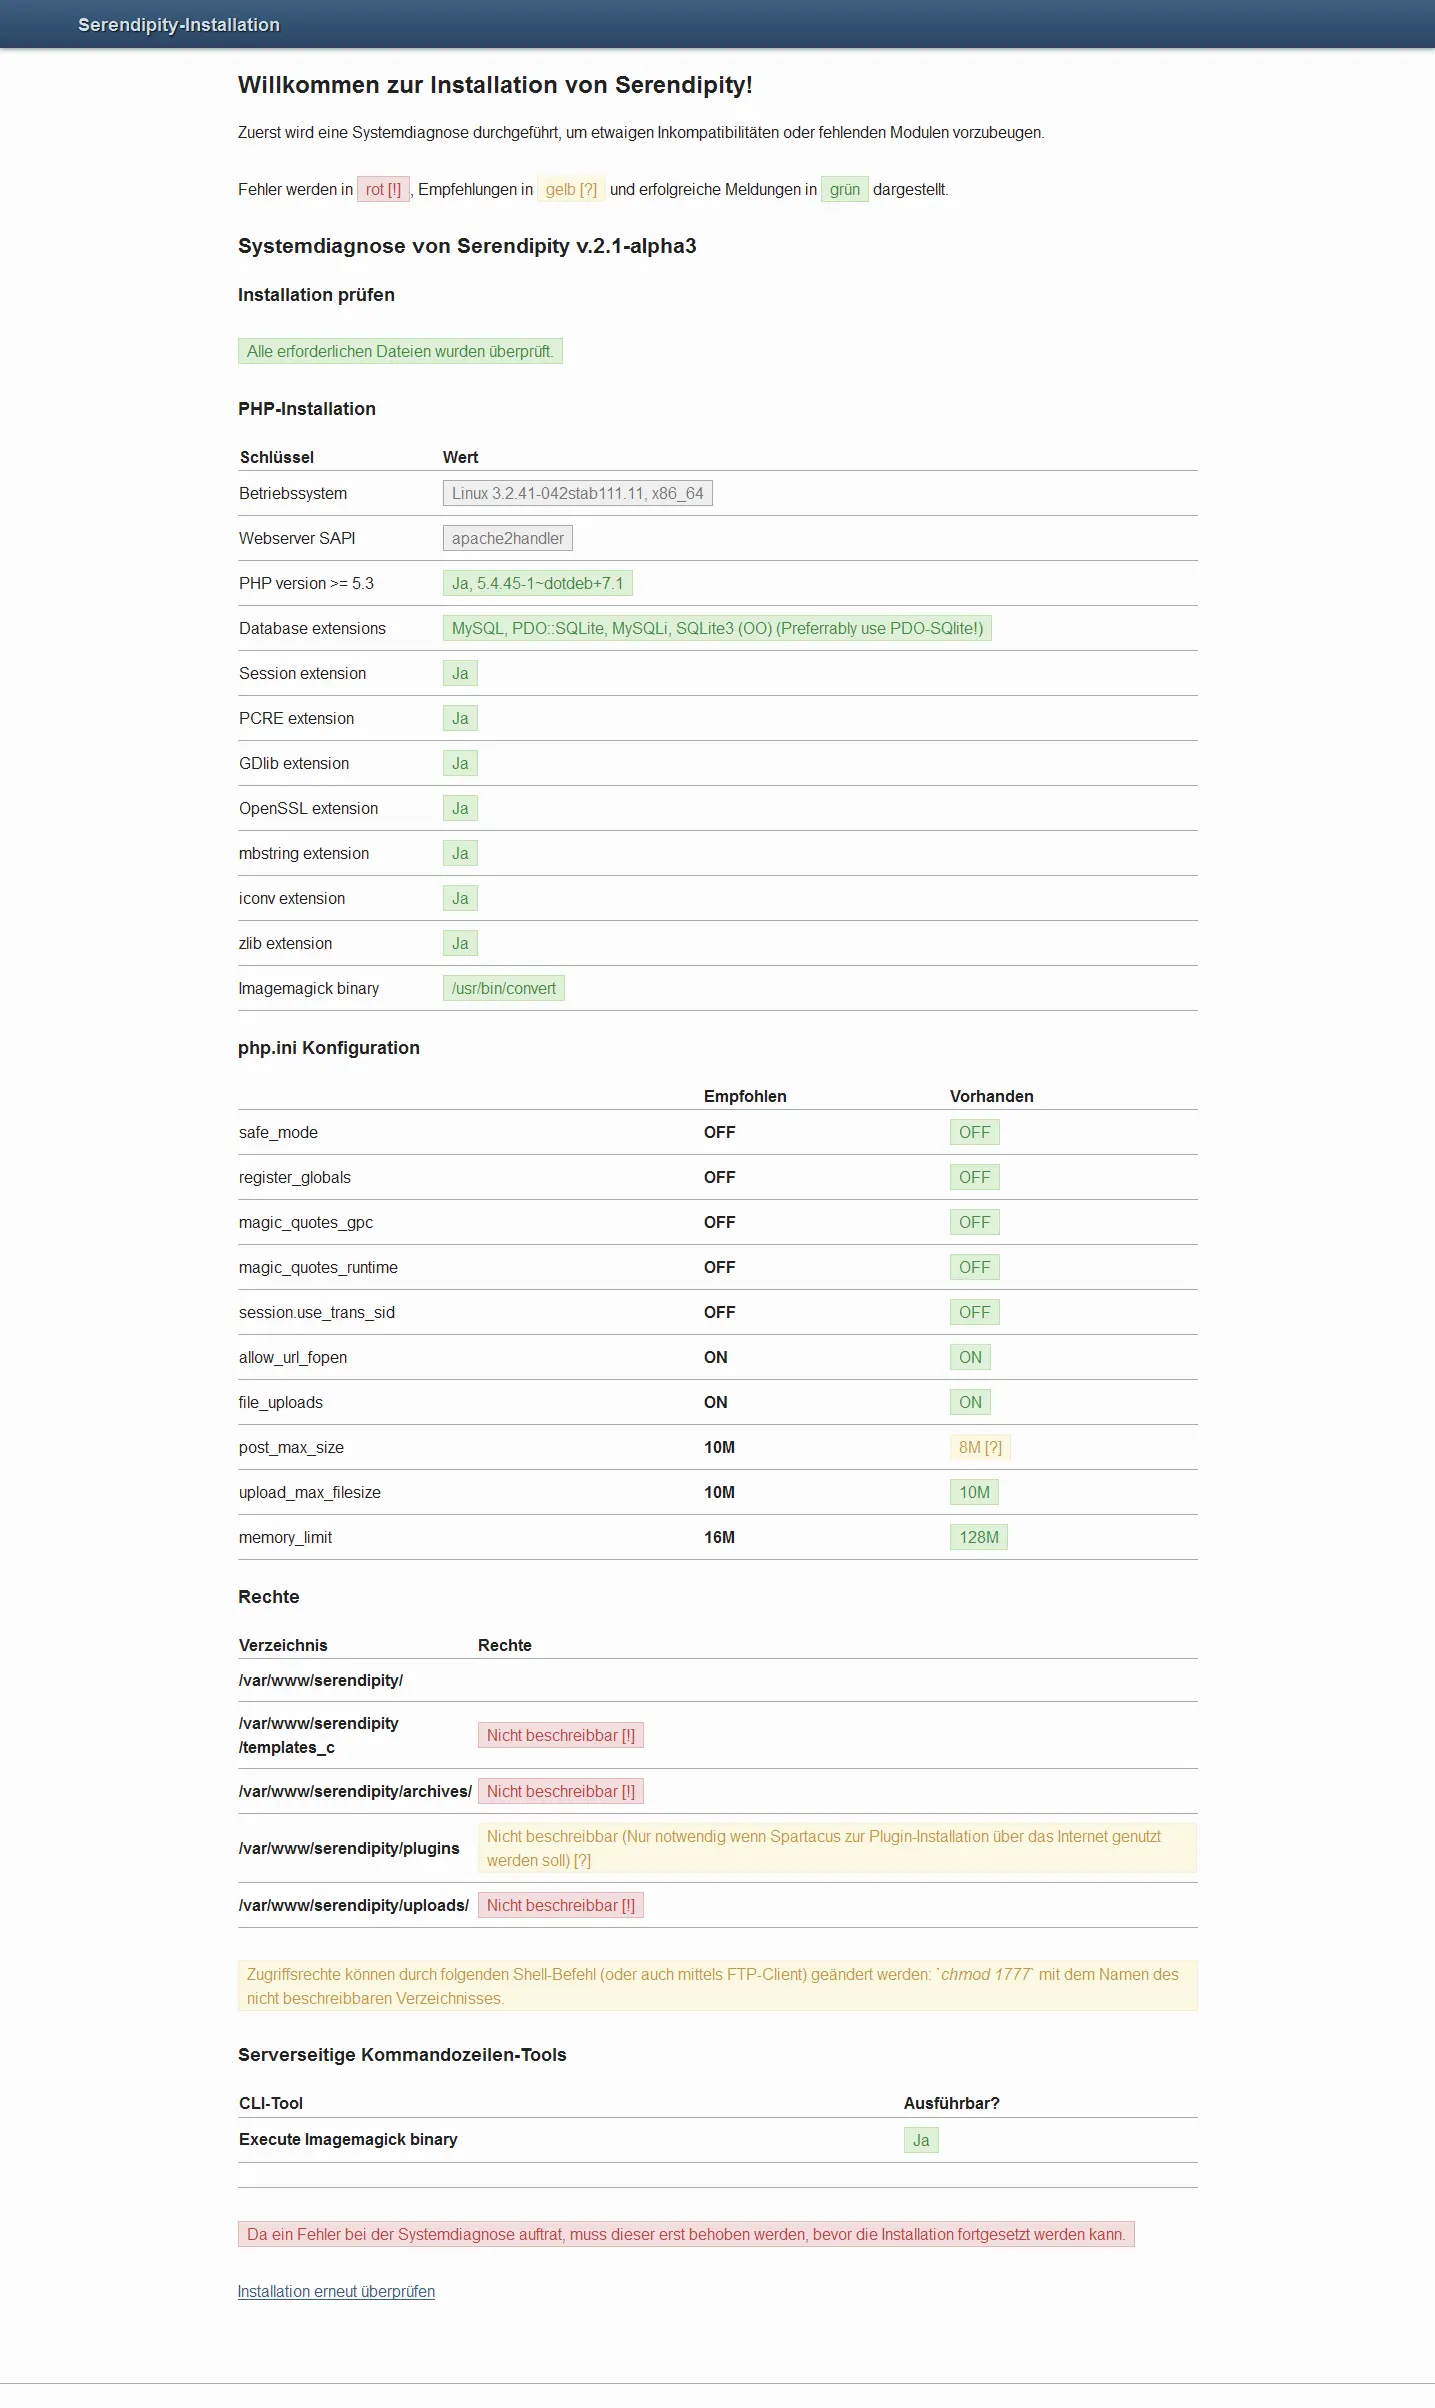 Serendipity-Installation
Willkommen zur Installation von Serendipity!
Zuerst wird eine Systemdiagnose durchgeführt, um etwaigen Inkompatibilitäten oder fehlenden Modulen vorzubeugen.
Fehler werden in rot [!], Empfehlungen in gelb [?] und erfolgreiche Meldungen in grün dargestellt.
Systemdiagnose von Serendipity v.2.1-alpha3
Installation prüfen
Alle erforderlichen Dateien wurden überprüft.
PHP-Installation
Schlüssel Wert
Betriebssystem Linux 3.2.41-042stab111.11, x86_64
Webserver SAPI apache2handler
PHP version >= 5.3 Ja, 5.4.45-1~dotdeb+7.1
Database extensions MySQL, PDO::SQLite, MySQLi, SQLite3 (OO) (Preferrably use PDO-SQlite!)
Session extension Ja
PCRE extension Ja
GDlib extension Ja
OpenSSL extension Ja
mbstring extension Ja
iconv extension Ja
zlib extension Ja
Imagemagick binary /usr/bin/convert
php.ini Konfiguration
Empfohlen Vorhanden
safe_mode OFF OFF
register_globals OFF OFF
magic_quotes_gpc OFF OFF
magic_quotes_runtime OFF OFF
session.use_trans_sid OFF OFF
allow_url_fopen ON ON
file_uploads ON ON
post_max_size 10M 8M [?]
upload_max_filesize 10M 10M
memory_limit 16M 128M
Rechte
Verzeichnis Rechte
/var/www/serendipity/
/var/www/serendipity
/templates_c Nicht beschreibbar [!]
/var/www/serendipity/archives/ Nicht beschreibbar [!]
/var/www/serendipity/plugins Nicht beschreibbar (Nur notwendig wenn Spartacus zur Plugin-Installation über das Internet genutzt
werden soll) [?]
/var/www/serendipity/uploads/ Nicht beschreibbar [!]
Zugriffsrechte können durch folgenden Shell-Befehl (oder auch mittels FTP-Client) geändert werden: `chmod 1777` mit dem Namen des
nicht beschreibbaren Verzeichnisses.
Serverseitige Kommandozeilen-Tools
CLI-Tool Ausführbar?
Execute Imagemagick binary Ja
Da ein Fehler bei der Systemdiagnose auftrat, muss dieser erst behoben werden, bevor die Installation fortgesetzt werden kann.
Installation erneut überprüfen